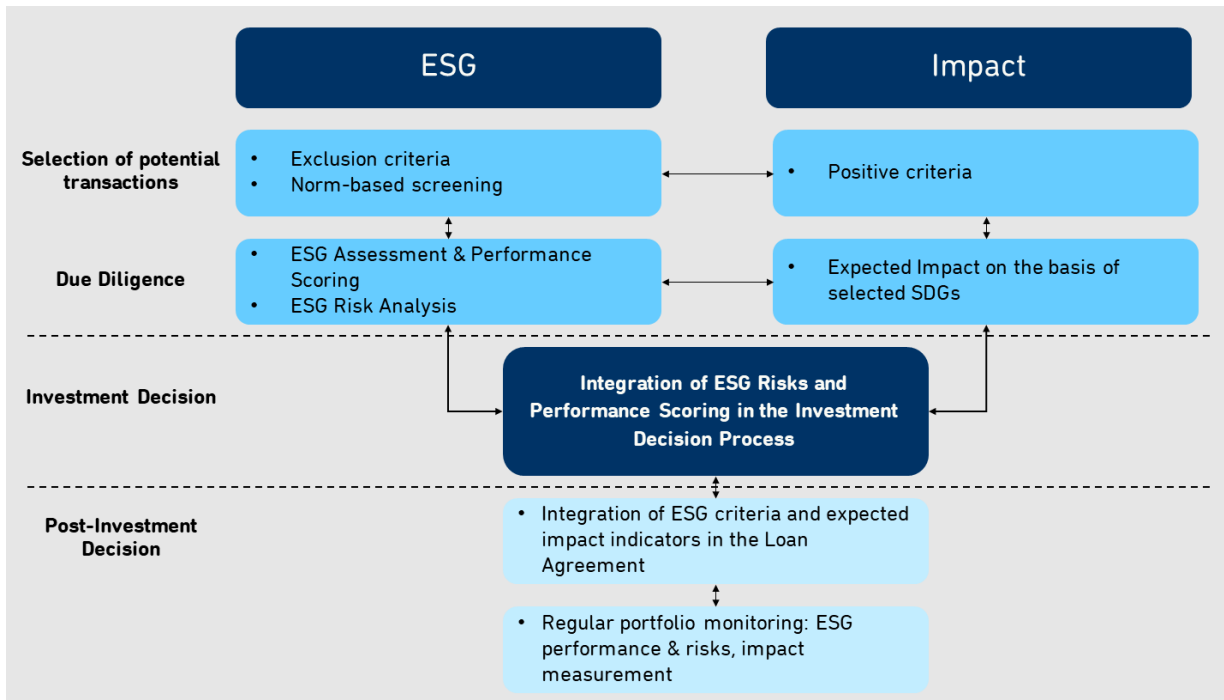 ESG
Impact
Selection of potential
transactions
• Exclusion criteria
• Norm-based screening
• Positive criteria
Due Diligence
• ESG Assessment & Performance
Scoring
• ESG Risk Analysis
• Expected Impact on the basis of
selected SDGs
Investment Decision
Integration of ESG Risks and
Performance Scoring in the Investment
Decision Process
Post-Investment
Decision
• Integration of ESG criteria and expected
impact indicators in the Loan
Agreement
• Regular portfolio monitoring: ESG
performance & risks, impact
measurement